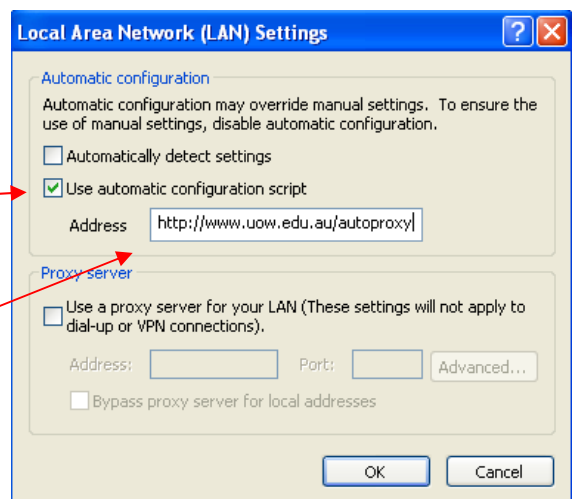 Local Area Network (LAN) Settings
Automatic configuration
Automatic configuration may override manual settings. To ensure the
use of manual settings, disable automatic configuration.
Automatically detect settings
Use automatic configuration script
Address http://www.uow.edu.au/autoproxy
Proxy server
Use a proxy server for your LAN (These settings will not apply to
dial-up or VPN connections).
Address: Port: Advanced...
Bypass proxy server for local addresses
OK Cancel